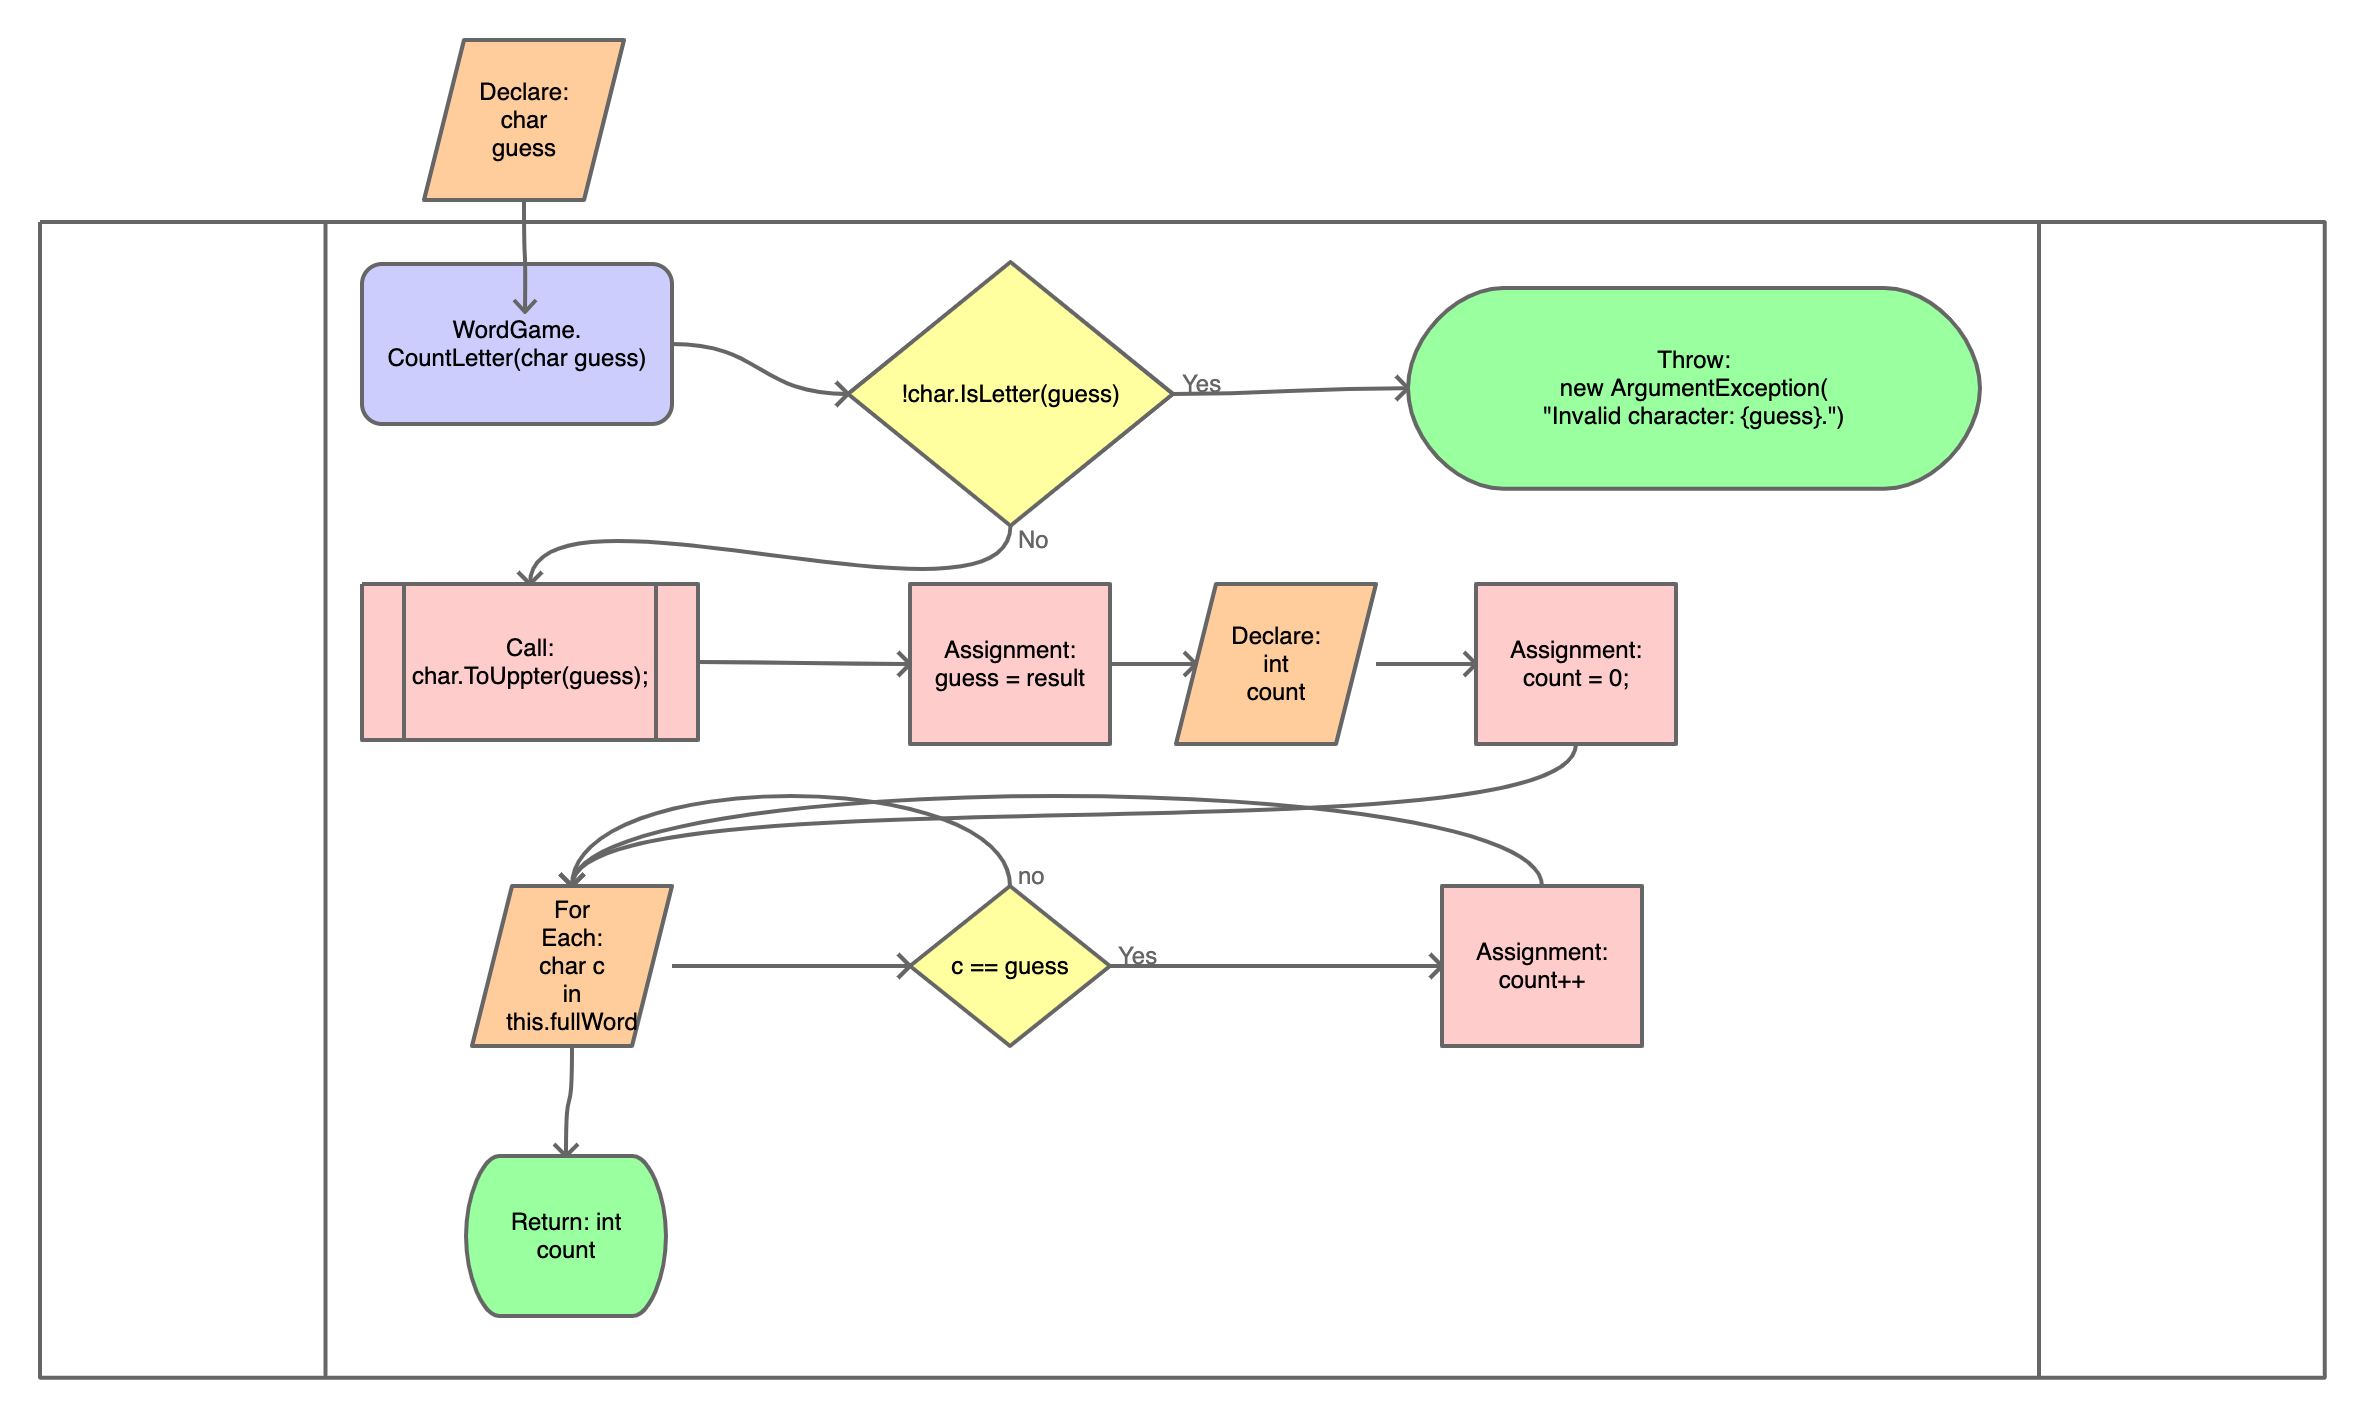 Declare:
char
guess
WordGame.
CountLetter(char guess)
!char.IsLetter(guess)
Yes
Throw:
new ArgumentException(
"Invalid character: {guess}.")
No
Call:
char.ToUppter(guess);
Assignment:
guess = result
Declare:
int
count
Assignment:
count = 0;
For
Each:
char c
in
this.fullWord
no
c == guess
Yes
Assignment:
count++
Return: int
count